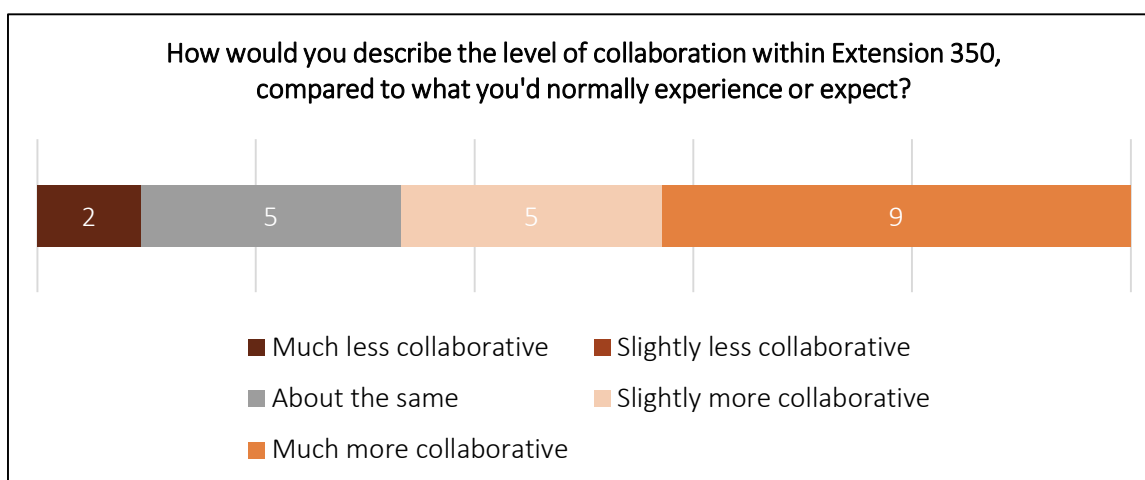 How would you describe the level of collaboration within Extension 350,
compared to what you'd normally experience or expect?
2 5 5 9
Much less collaborative Slightly less collaborative
About the same Slightly more collaborative
Much more collaborative